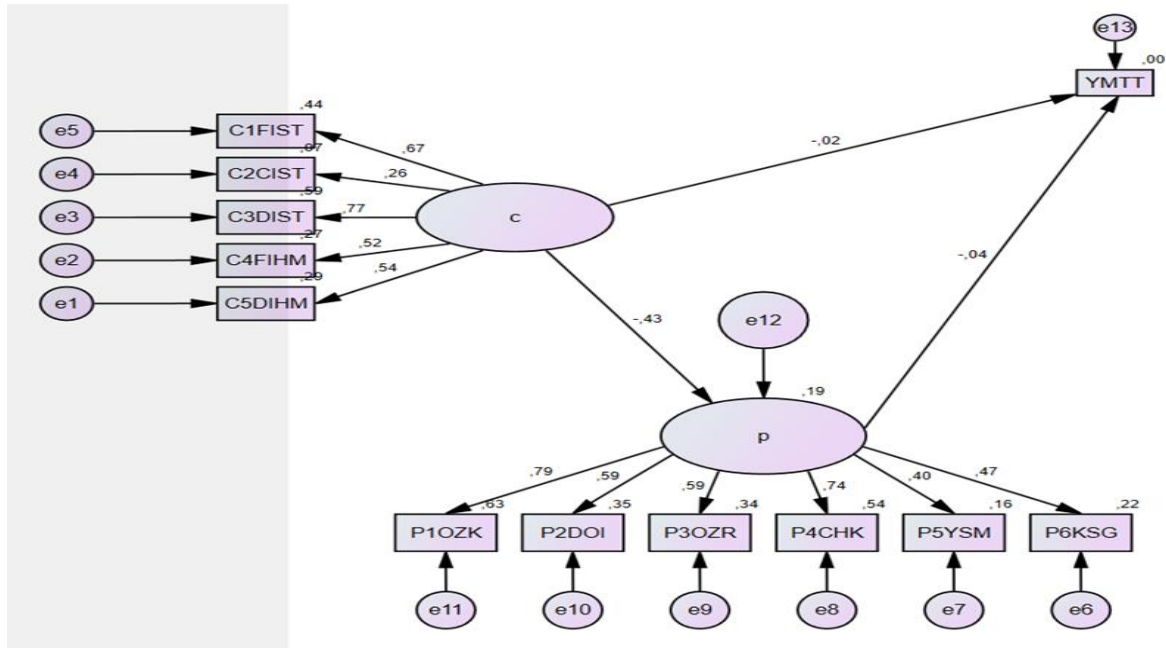 e13
,00
YMTT
,44
e5
C1FIST
,67
,07
e4
C2CIST
,26
-,02
,59
e3
C3DIST
,77
c
,27
e2
C4FIHM
,52
,29
e1
C5DIHM
,54
-,04
-,43
e12
,19
p
,79
,59
,59
,74
,40
,47
,63
,35
,34
,54
,16
,22
P1OZK
P2DOI
P3OZR
P4CHK
P5YSM
P6KSG
e11
e10
e9
e8
e7
e6